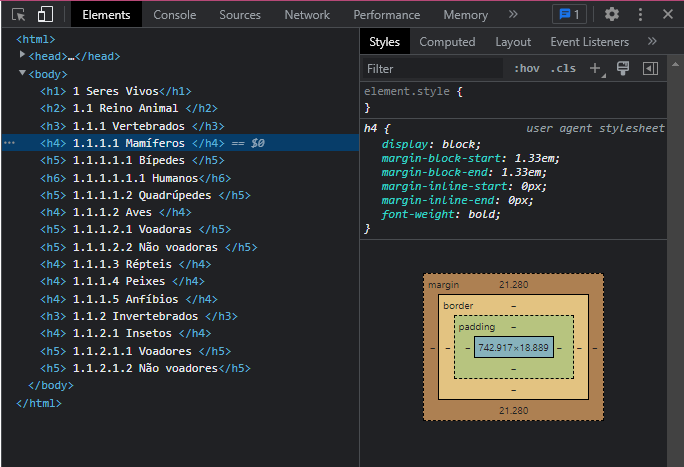 Elements Console Sources Network Performance Memory » 1
Styles Computed Layout Event Listeners »
Filter :hov .cls +
<html>
<head>…</head>
<body>
<h1> 1 Seres Vivos</h1>
<h2> 1.1 Reino Animal </h2>
<h3> 1.1.1 Vertebrados </h3>
··· <h4> 1.1.1.1 Mamíferos </h4> == $0
<h5> 1.1.1.1.1 Bípedes </h5>
<h6> 1.1.1.1.1.1 Humanos</h6>
<h5> 1.1.1.1.2 Quadrúpedes </h5>
<h4> 1.1.1.2 Aves </h4>
<h5> 1.1.1.2.1 Voadoras </h5>
<h5> 1.1.1.2.2 Não voadoras </h5>
<h4> 1.1.1.3 Répteis </h4>
<h4> 1.1.1.4 Peixes </h4>
<h4> 1.1.1.5 Anfíbios </h4>
<h3> 1.1.2 Invertebrados </h3>
<h4> 1.1.2.1 Insetos </h4>
<h5> 1.1.2.1.1 Voadores </h5>
<h5> 1.1.2.1.2 Não voadores</h5>
</body>
</html>
element.style {
}
h4 { user agent stylesheet
display: block;
margin-block-start: 1.33em;
margin-block-end: 1.33em;
margin-inline-start: 0px;
margin-inline-end: 0px;
font-weight: bold;
}
margin 21.280
border –
padding –
– – – 742.917×18.889 – – –
–
–
21.280